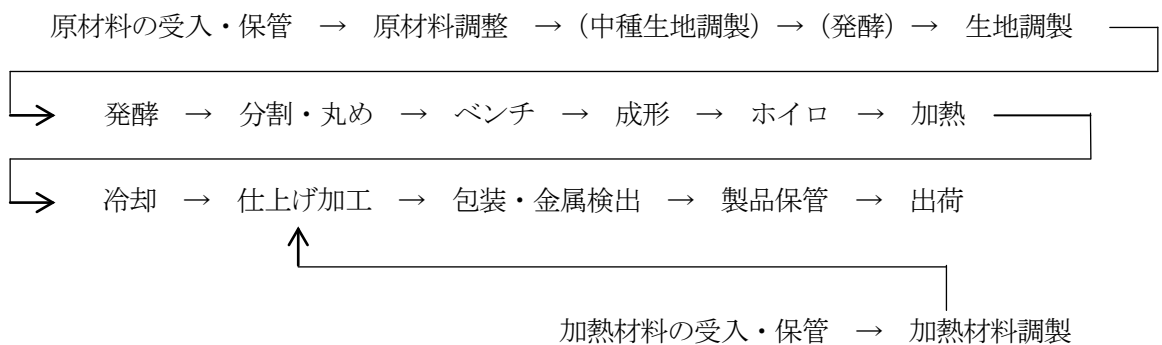 原材料の受入・保管 → 原材料調整 →（中種生地調製）→（発酵）→ 生地調製
発酵 → 分割・丸め → ベンチ → 成形 → ホイロ → 加熱
冷却 → 仕上げ加工 → 包装・金属検出 → 製品保管 → 出荷
加熱材料の受入・保管 → 加熱材料調製